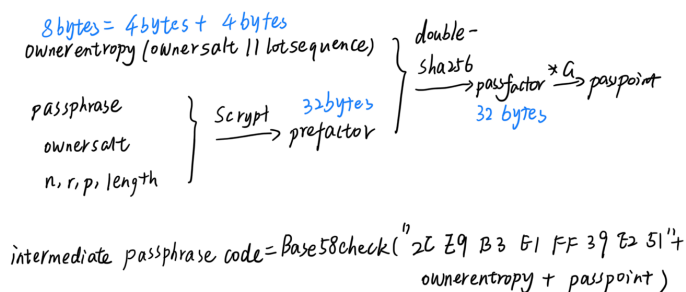 8bytes = 4bytes + 4bytes
ownerentropy (ownersalt || lotsequence)
double-
sha256
passfactor *G passpoint
32 bytes
passphrase
ownersalt
n, r, p, length
Scrypt
32bytes
prefactor
intermediate passphrase code = Base58check("2C E9 B3 E1 FF 39 E2 51" +
ownerentropy + passpoint)